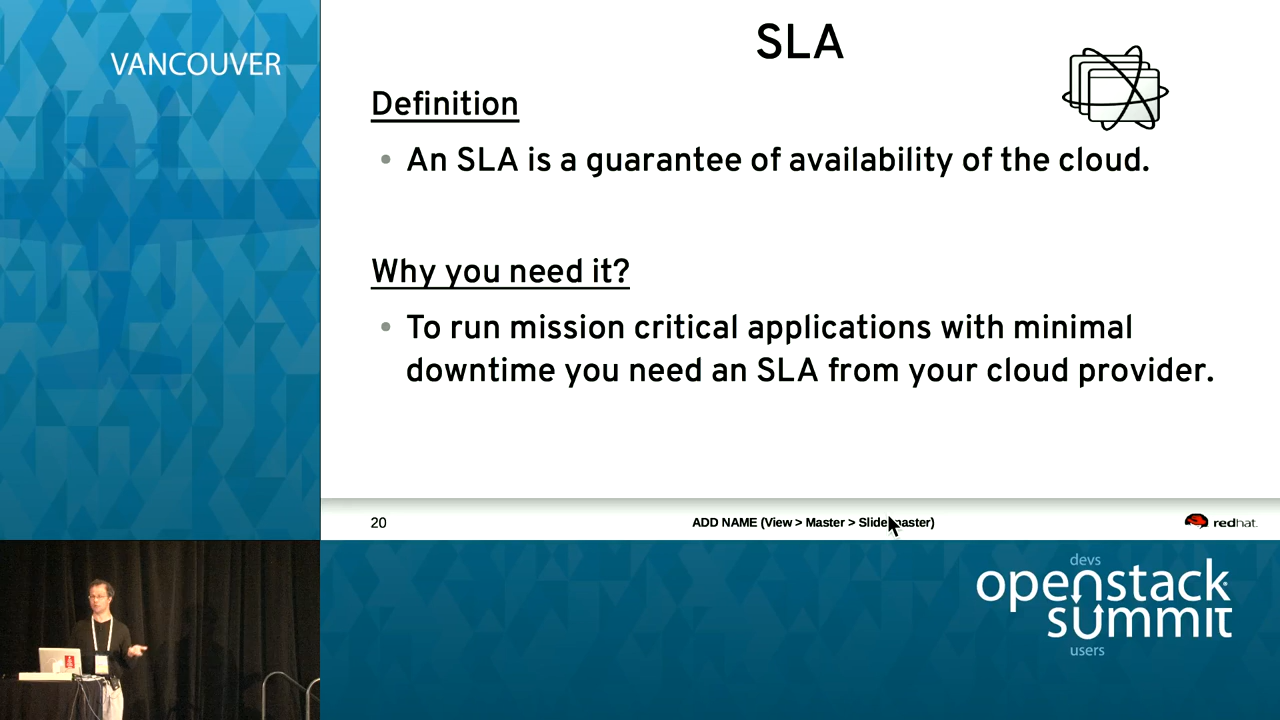 VANCOUVER
SLA
Definition
• An SLA is a guarantee of availability of the cloud.
Why you need it?
• To run mission critical applications with minimal
downtime you need an SLA from your cloud provider.
20
ADD NAME (View > Master > Slide master)
redhat.
devs
openstack
summit
users